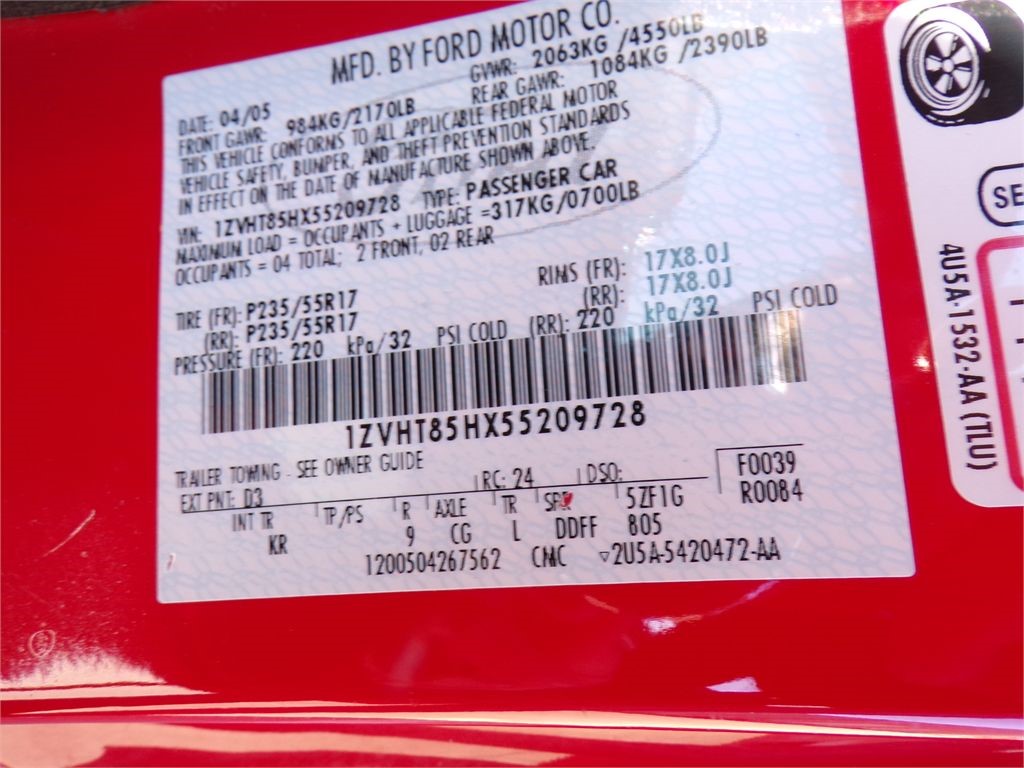 MFD. BY FORD MOTOR CO.
DATE: 04/05 GVWR: 2063KG /4550LB
FRONT GAWR: 984KG/2170LB REAR GAWR: 1084KG /2390LB
THIS VEHICLE CONFORMS TO ALL APPLICABLE FEDERAL MOTOR
VEHICLE SAFETY, BUMPER, AND THEFT PREVENTION STANDARDS
IN EFFECT ON THE DATE OF MANUFACTURE SHOWN ABOVE.
VIN: 1ZVHT85HX55209728 TYPE: PASSENGER CAR
MAXIMUM LOAD = OCCUPANTS + LUGGAGE =317KG/0700LB
OCCUPANTS = 04 TOTAL; 2 FRONT, 02 REAR
TIRE (FR): P235/55R17 RIMS (FR): 17X8.0J
(RR): P235/55R17 (RR): 17X8.0J
PRESSURE (FR): 220 kPa/32 PSI COLD (RR): 220 kPa/32 PSI COLD
1ZVHT85HX55209728
TRAILER TOWING - SEE OWNER GUIDE
EXT PNT: D3 RC: 24 DSO: F0039
INT TR TP/PS R AXLE TR SPR 5ZF1G R0084
KR 9 CG L DDFF 805
1200504267562 CMC ▽2U5A-5420472-AA
SE
4U5A-1532-AA (TLU)